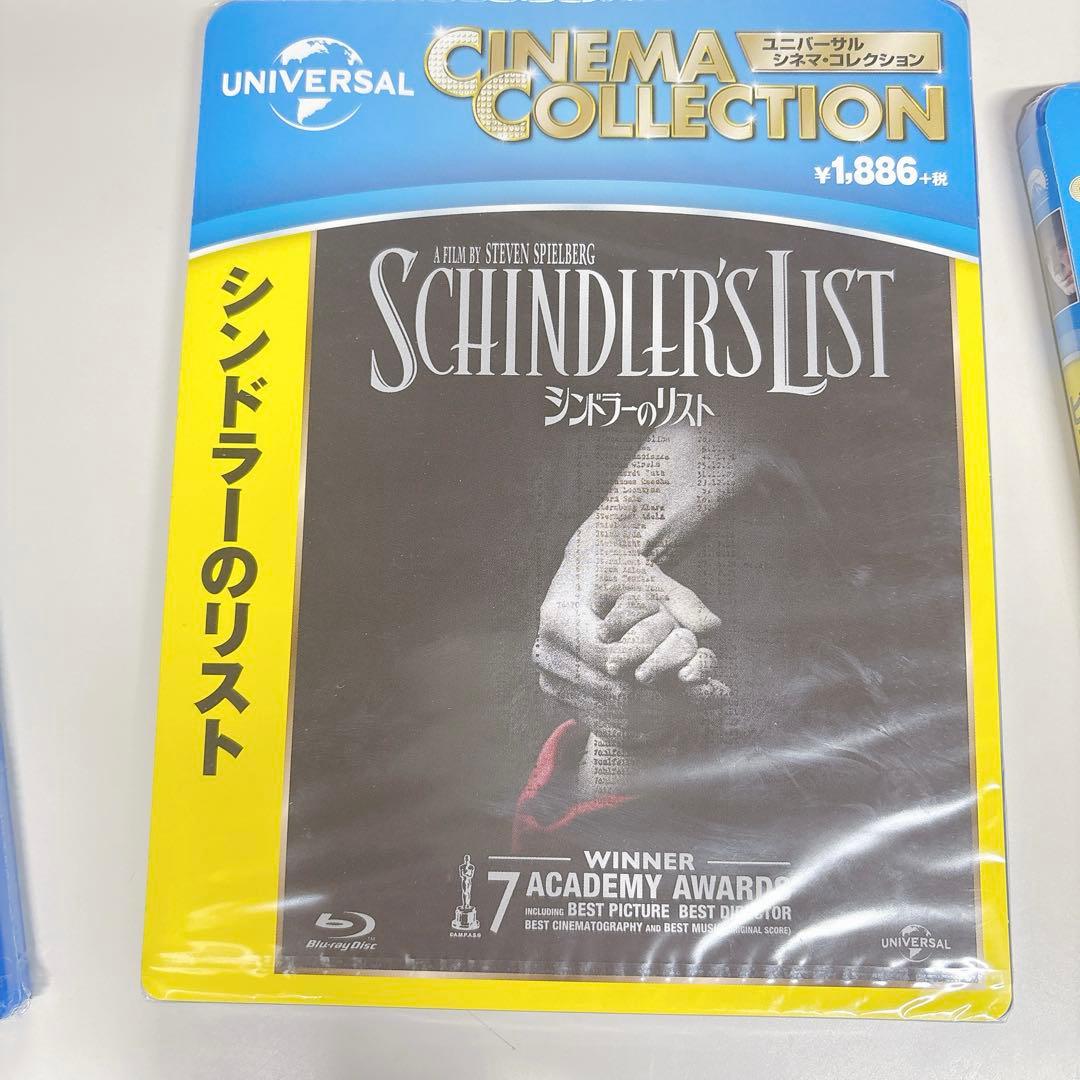 UNIVERSAL
CINEMA
COLLECTION
ユニバーサル
シネマ・コレクション
¥1,886+税
シンドラーのリスト
A FILM BY STEVEN SPIELBERG
SCHINDLER'S LIST
シンドラーのリスト
WINNER
7 ACADEMY AWARDS
INCLUDING BEST PICTURE BEST DIRECTOR
BEST CINEMATOGRAPHY AND BEST MUSIC (ORIGINAL SCORE)
©A.M.P.A.S.®
Blu-ray Disc™
UNIVERSAL